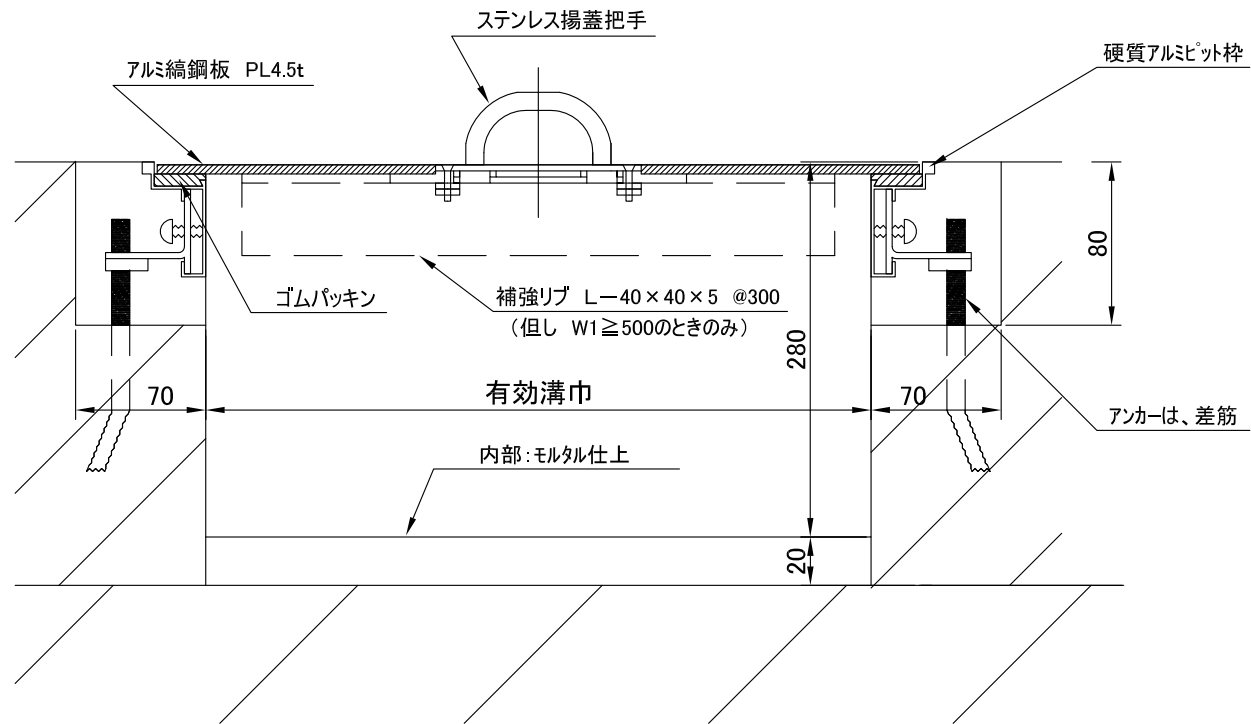 ステンレス揚蓋把手
硬質アルミピット枠
アルミ縞鋼板 PL4.5t
80
ゴムパッキン
補強リブ L－40×40×5 @300
（但し W1≧500のときのみ）
280
70
有効溝巾
70
アンカーは、差筋
内部：モルタル仕上
20